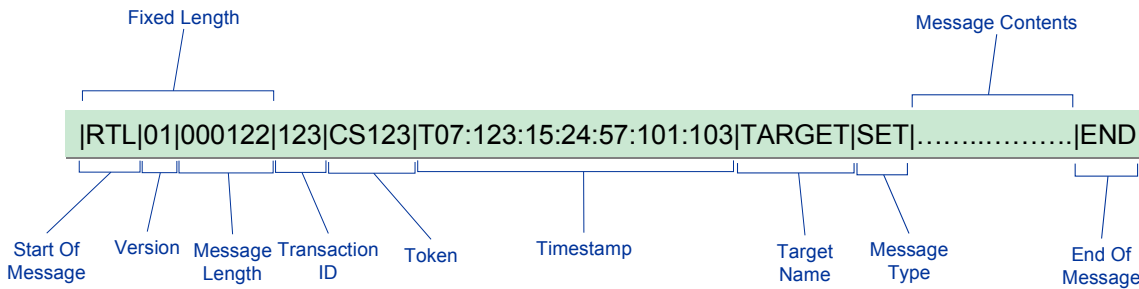 Fixed Length
Message Contents
|RTL|01|000122|123|CS123|T07:123:15:24:57:101:103|TARGET|SET|……..……….|END
Start Of
Message
Version
Message
Length
Transaction
ID
Token
Timestamp
Target
Name
Message
Type
End Of
Message